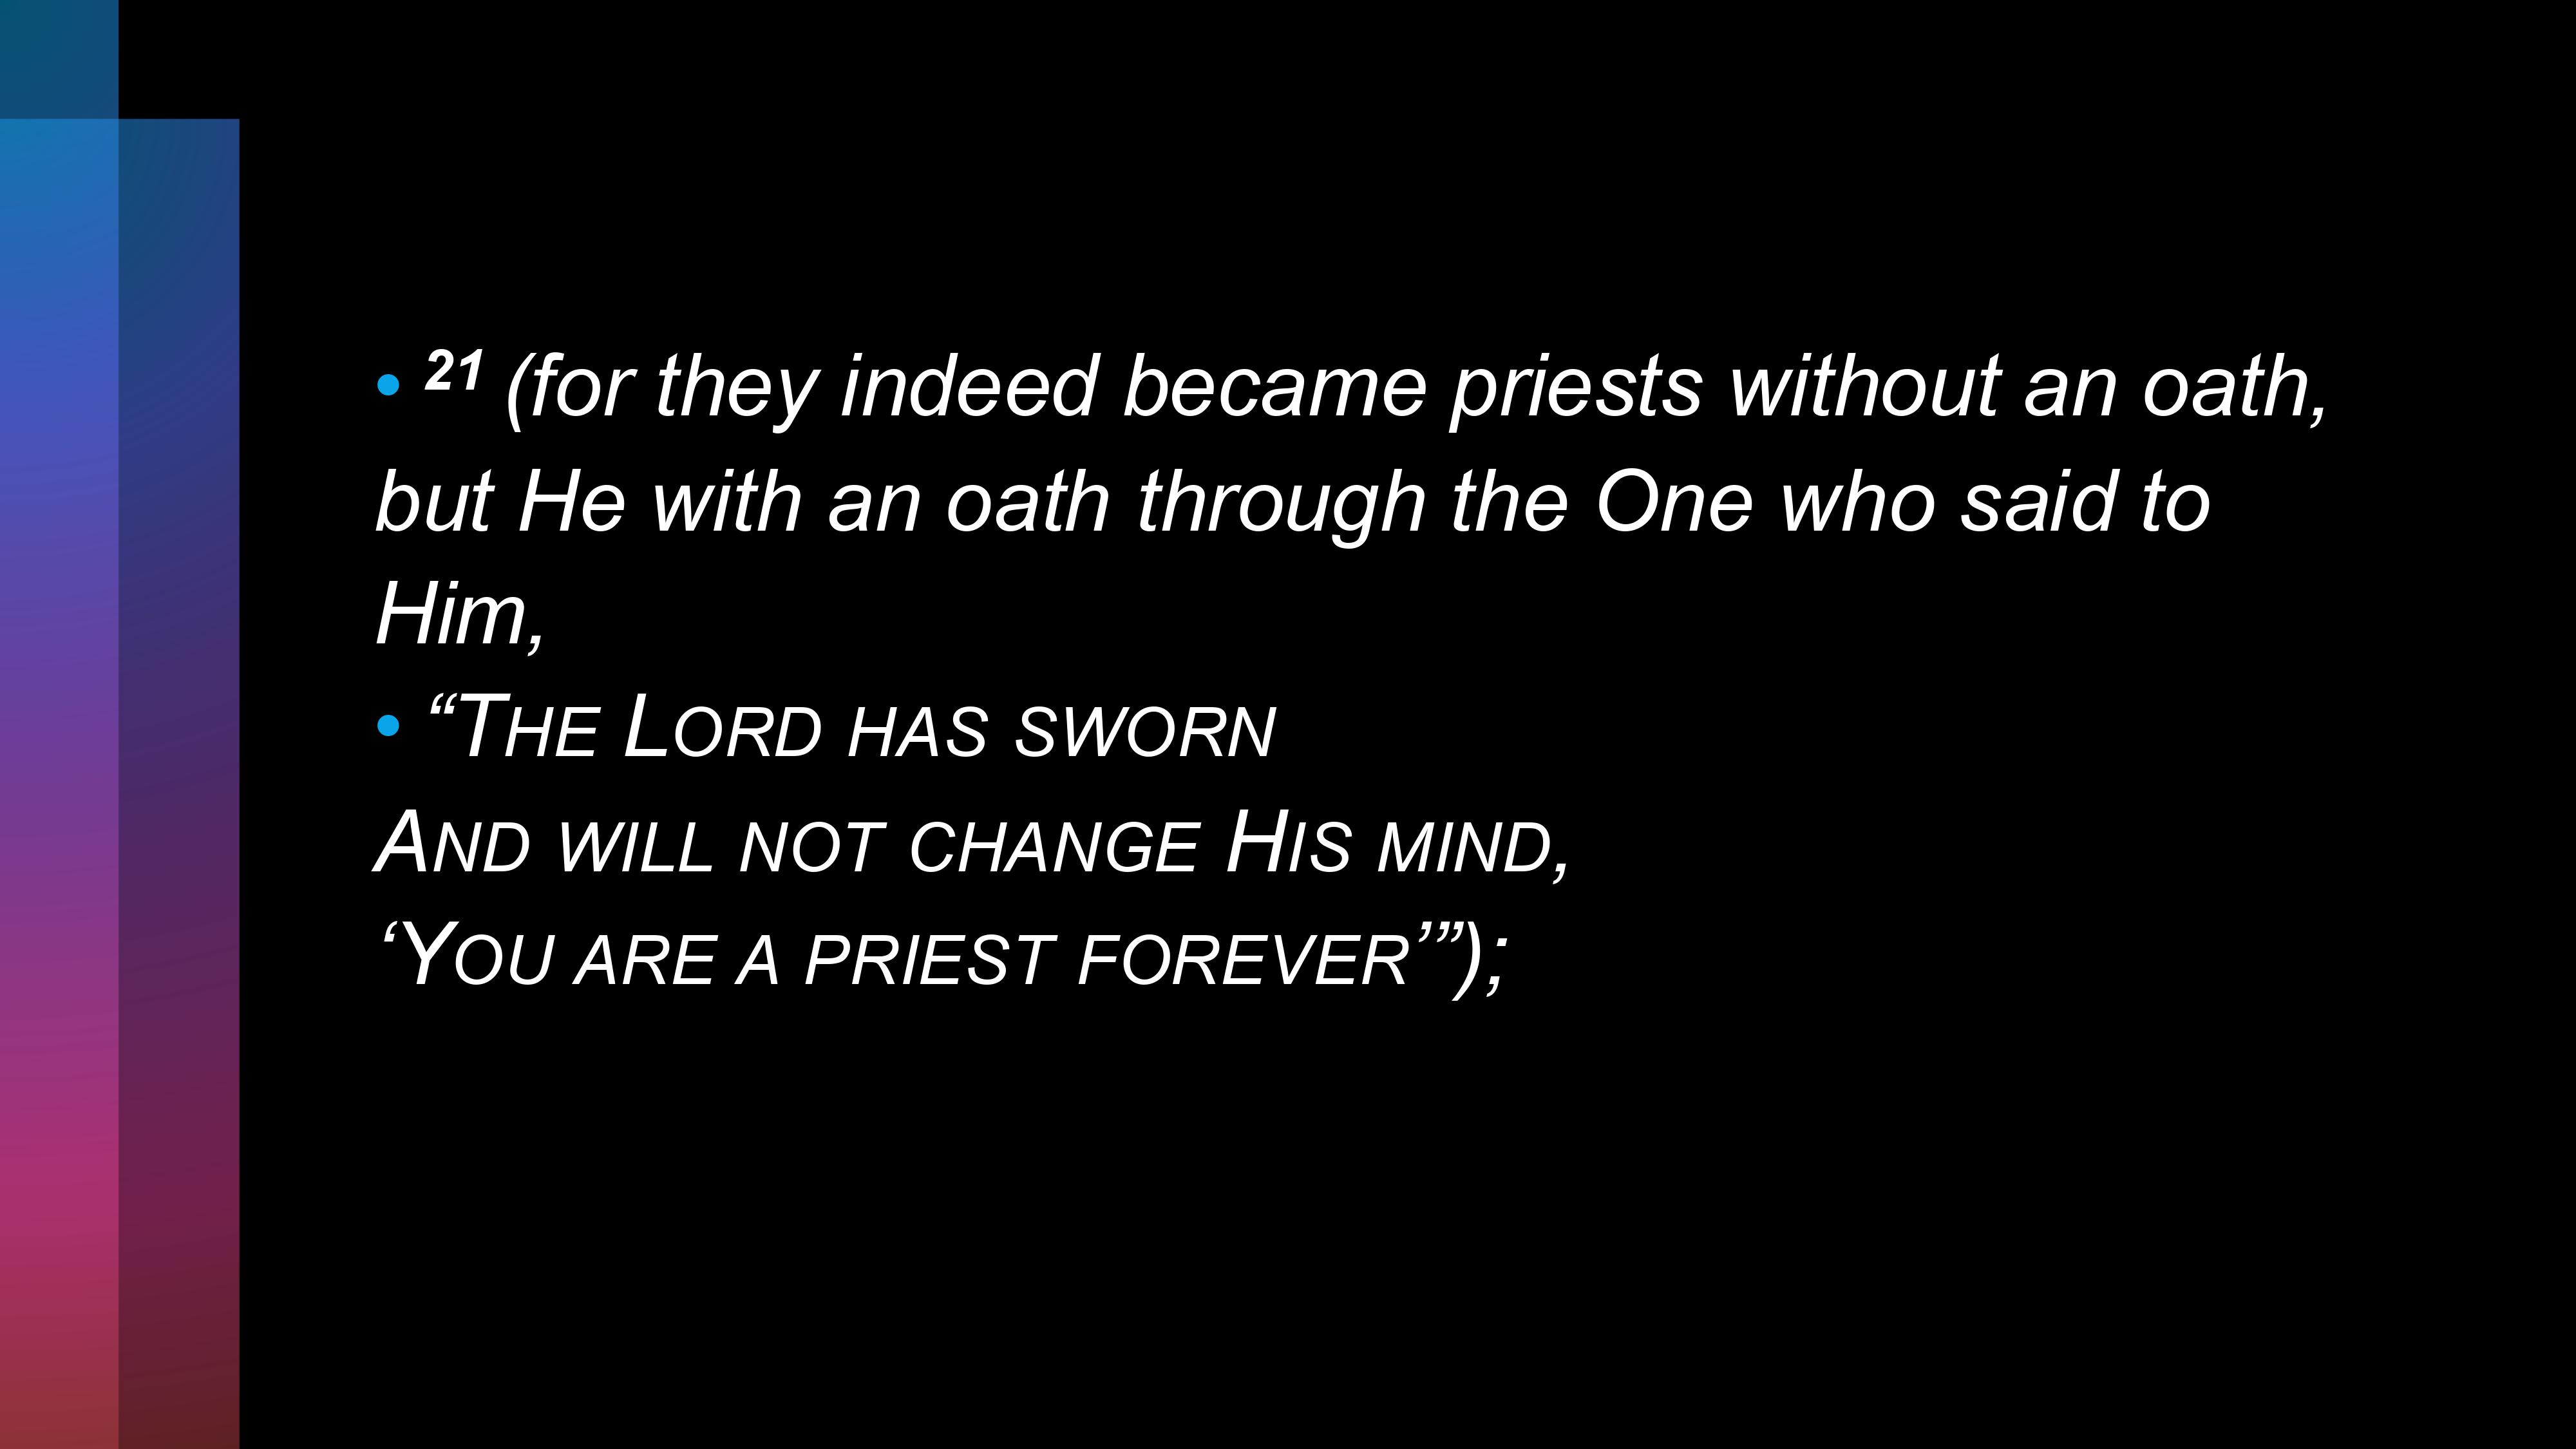 • 21 (for they indeed became priests without an oath,
but He with an oath through the One who said to
Him,
• “THE LORD HAS SWORN
AND WILL NOT CHANGE HIS MIND,
‘YOU ARE A PRIEST FOREVER’”);